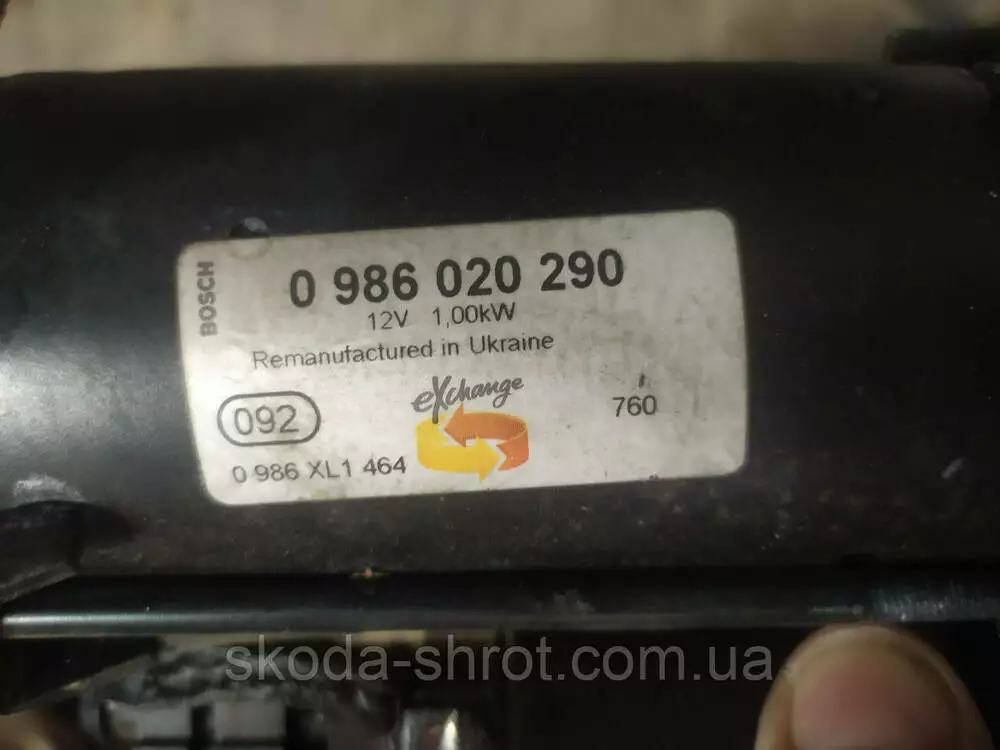 BOSCH
0 986 020 290
12V 1,00kW
Remanufactured in Ukraine
eXchange
092
760
0 986 XL1 464
skoda-shrot.com.ua